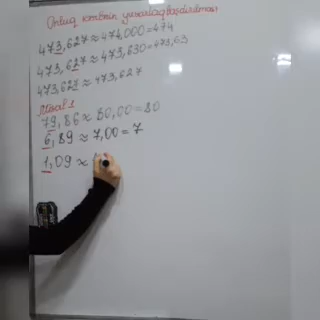 Onluq kəsrin yuvarlaqlaşdırılması
473,627 ≈ 474,000 = 474
473,627 ≈ 473,630 = 473,63
473,627 ≈ 473,627
Misal 1
79,86 ≈ 80,00 = 80
6,89 ≈ 7,00 = 7
1,09 ≈